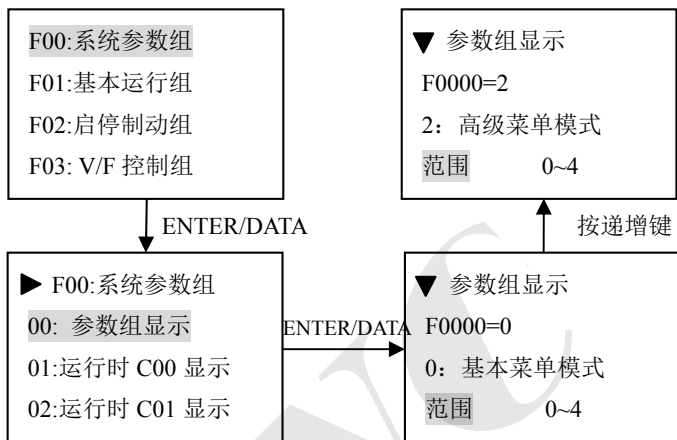 F00:系统参数组
F01:基本运行组
F02:启停制动组
F03: V/F 控制组
ENTER/DATA
▶ F00:系统参数组
00: 参数组显示
01:运行时 C00 显示
02:运行时 C01 显示
ENTER/DATA
▼ 参数组显示
F0000=0
0：基本菜单模式
范围 0~4
按递增键
▼ 参数组显示
F0000=2
2：高级菜单模式
范围 0~4